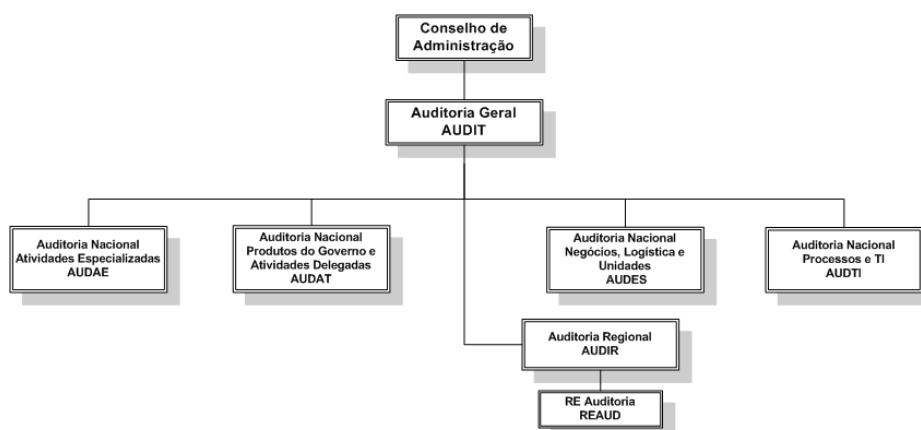 Conselho de
Administração
Auditoria Geral
AUDIT
Auditoria Nacional
Atividades Especializadas
AUDAE
Auditoria Nacional
Produtos do Governo e
Atividades Delegadas
AUDAT
Auditoria Nacional
Negócios, Logística e
Unidades
AUDES
Auditoria Nacional
Processos e TI
AUDTI
Auditoria Regional
AUDIR
RE Auditoria
REAUD